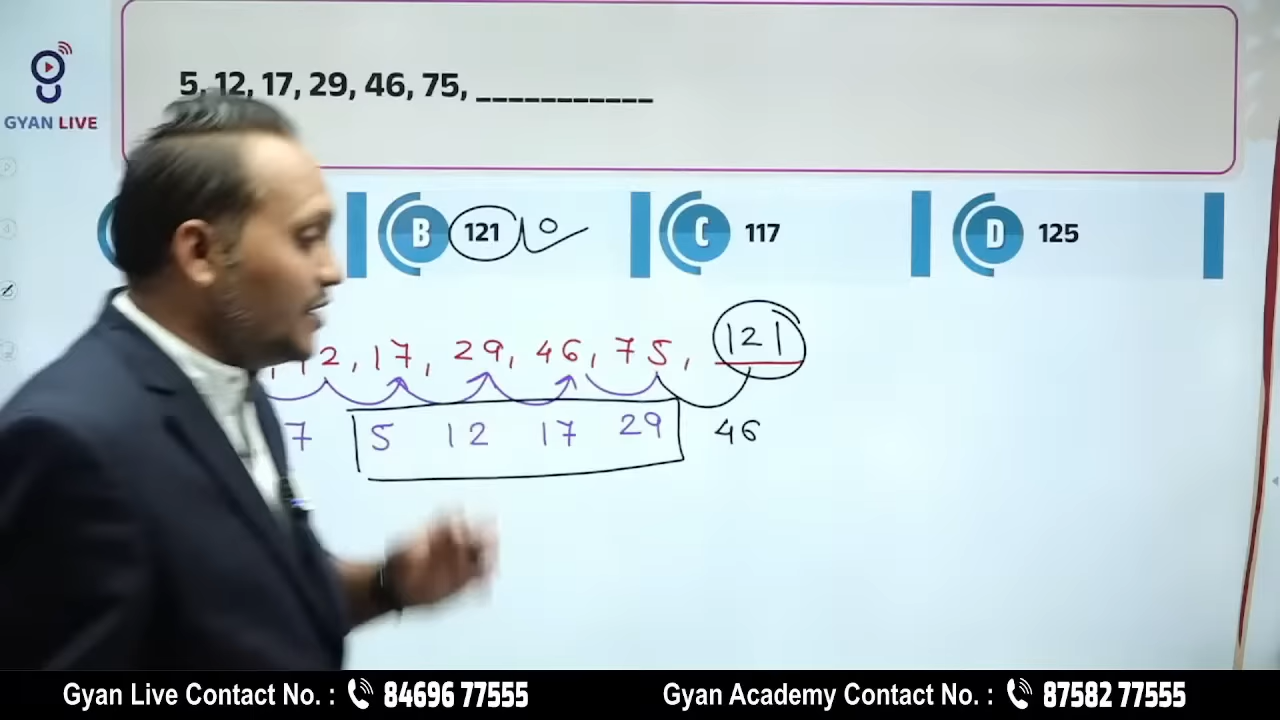 5, 12, 17, 29, 46, 75, ___________
GYAN LIVE
B 121
C 117
D 125
2, 17, 29, 46, 75, 121
7 5 12 17 29 46
Gyan Live Contact No. : 84696 77555
Gyan Academy Contact No. : 87582 77555